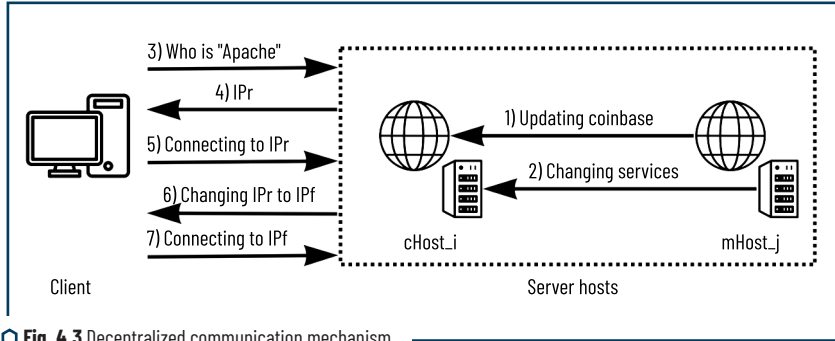 3) Who is "Apache"
4) IPr
5) Connecting to IPr
6) Changing IPr to IPf
7) Connecting to IPf
Client
1) Updating coinbase
2) Changing services
cHost_i
mHost_j
Server hosts
Fig. 4.3 Decentralized communication mechanism